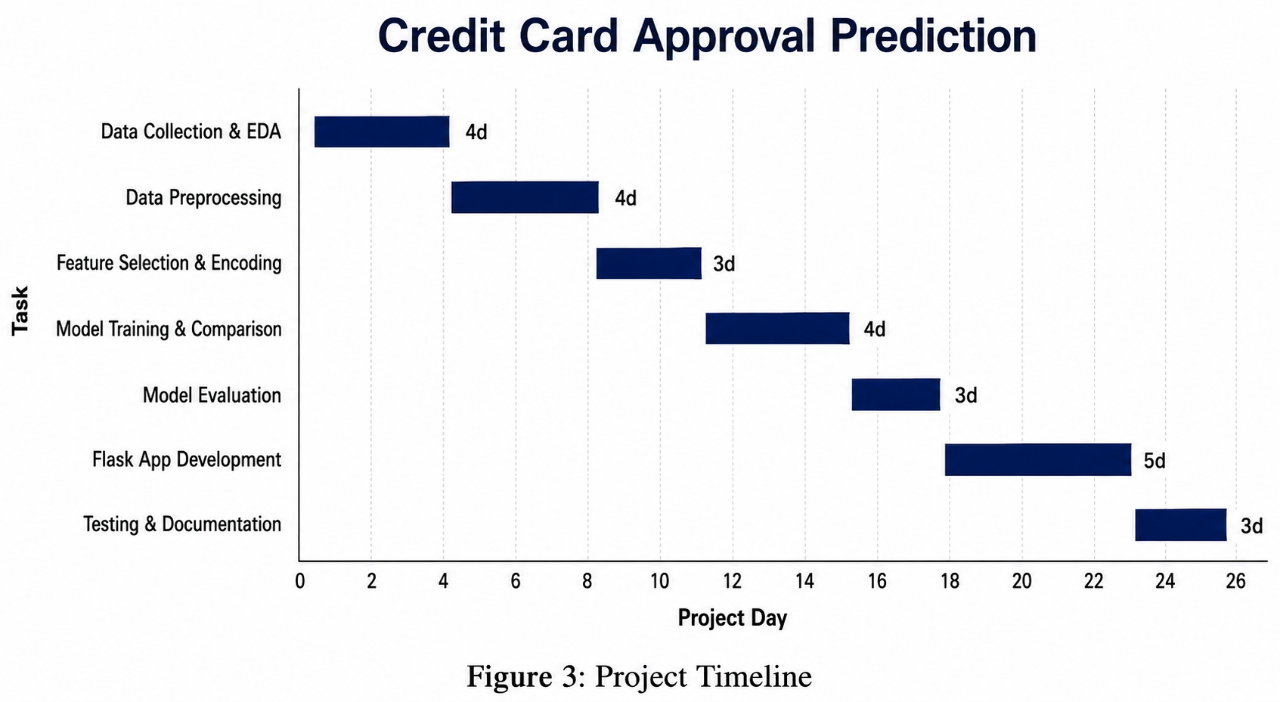 Credit Card Approval Prediction
Data Collection & EDA 4d
Data Preprocessing 4d
Feature Selection & Encoding 3d
Task
Model Training & Comparison 4d
Model Evaluation 3d
Flask App Development 5d
Testing & Documentation 3d
0 2 4 6 8 10 12 14 16 18 20 22 24 26
Project Day
Figure 3: Project Timeline